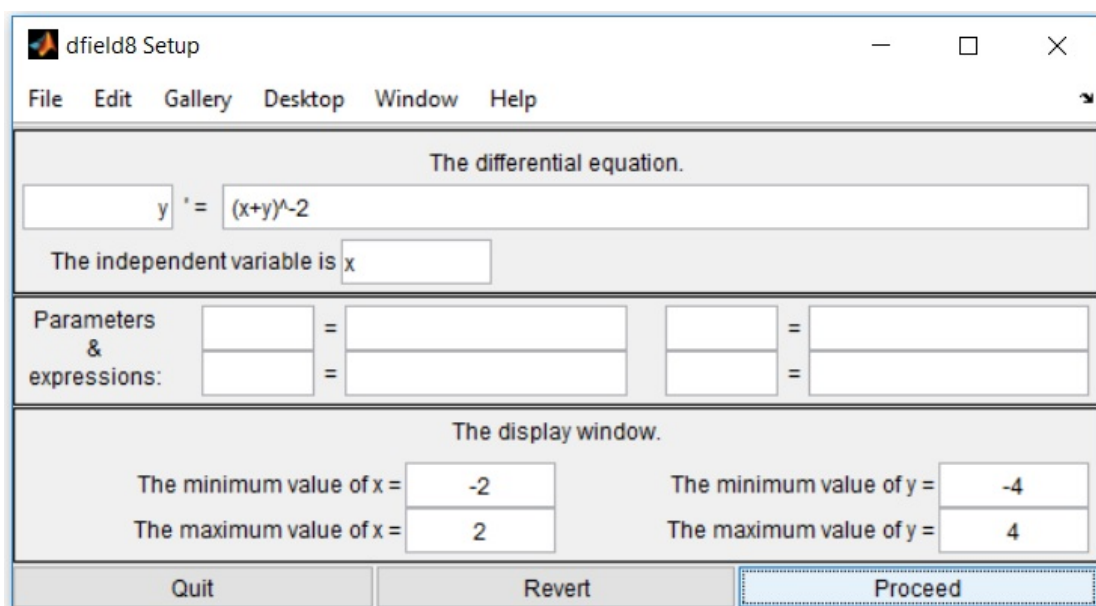 dfield8 Setup
File Edit Gallery Desktop Window Help
The differential equation.
y ' = (x+y)^-2
The independent variable is x
Parameters
&
expressions:
= =
= =
The display window.
The minimum value of x = -2 The minimum value of y = -4
The maximum value of x = 2 The maximum value of y = 4
Quit Revert Proceed